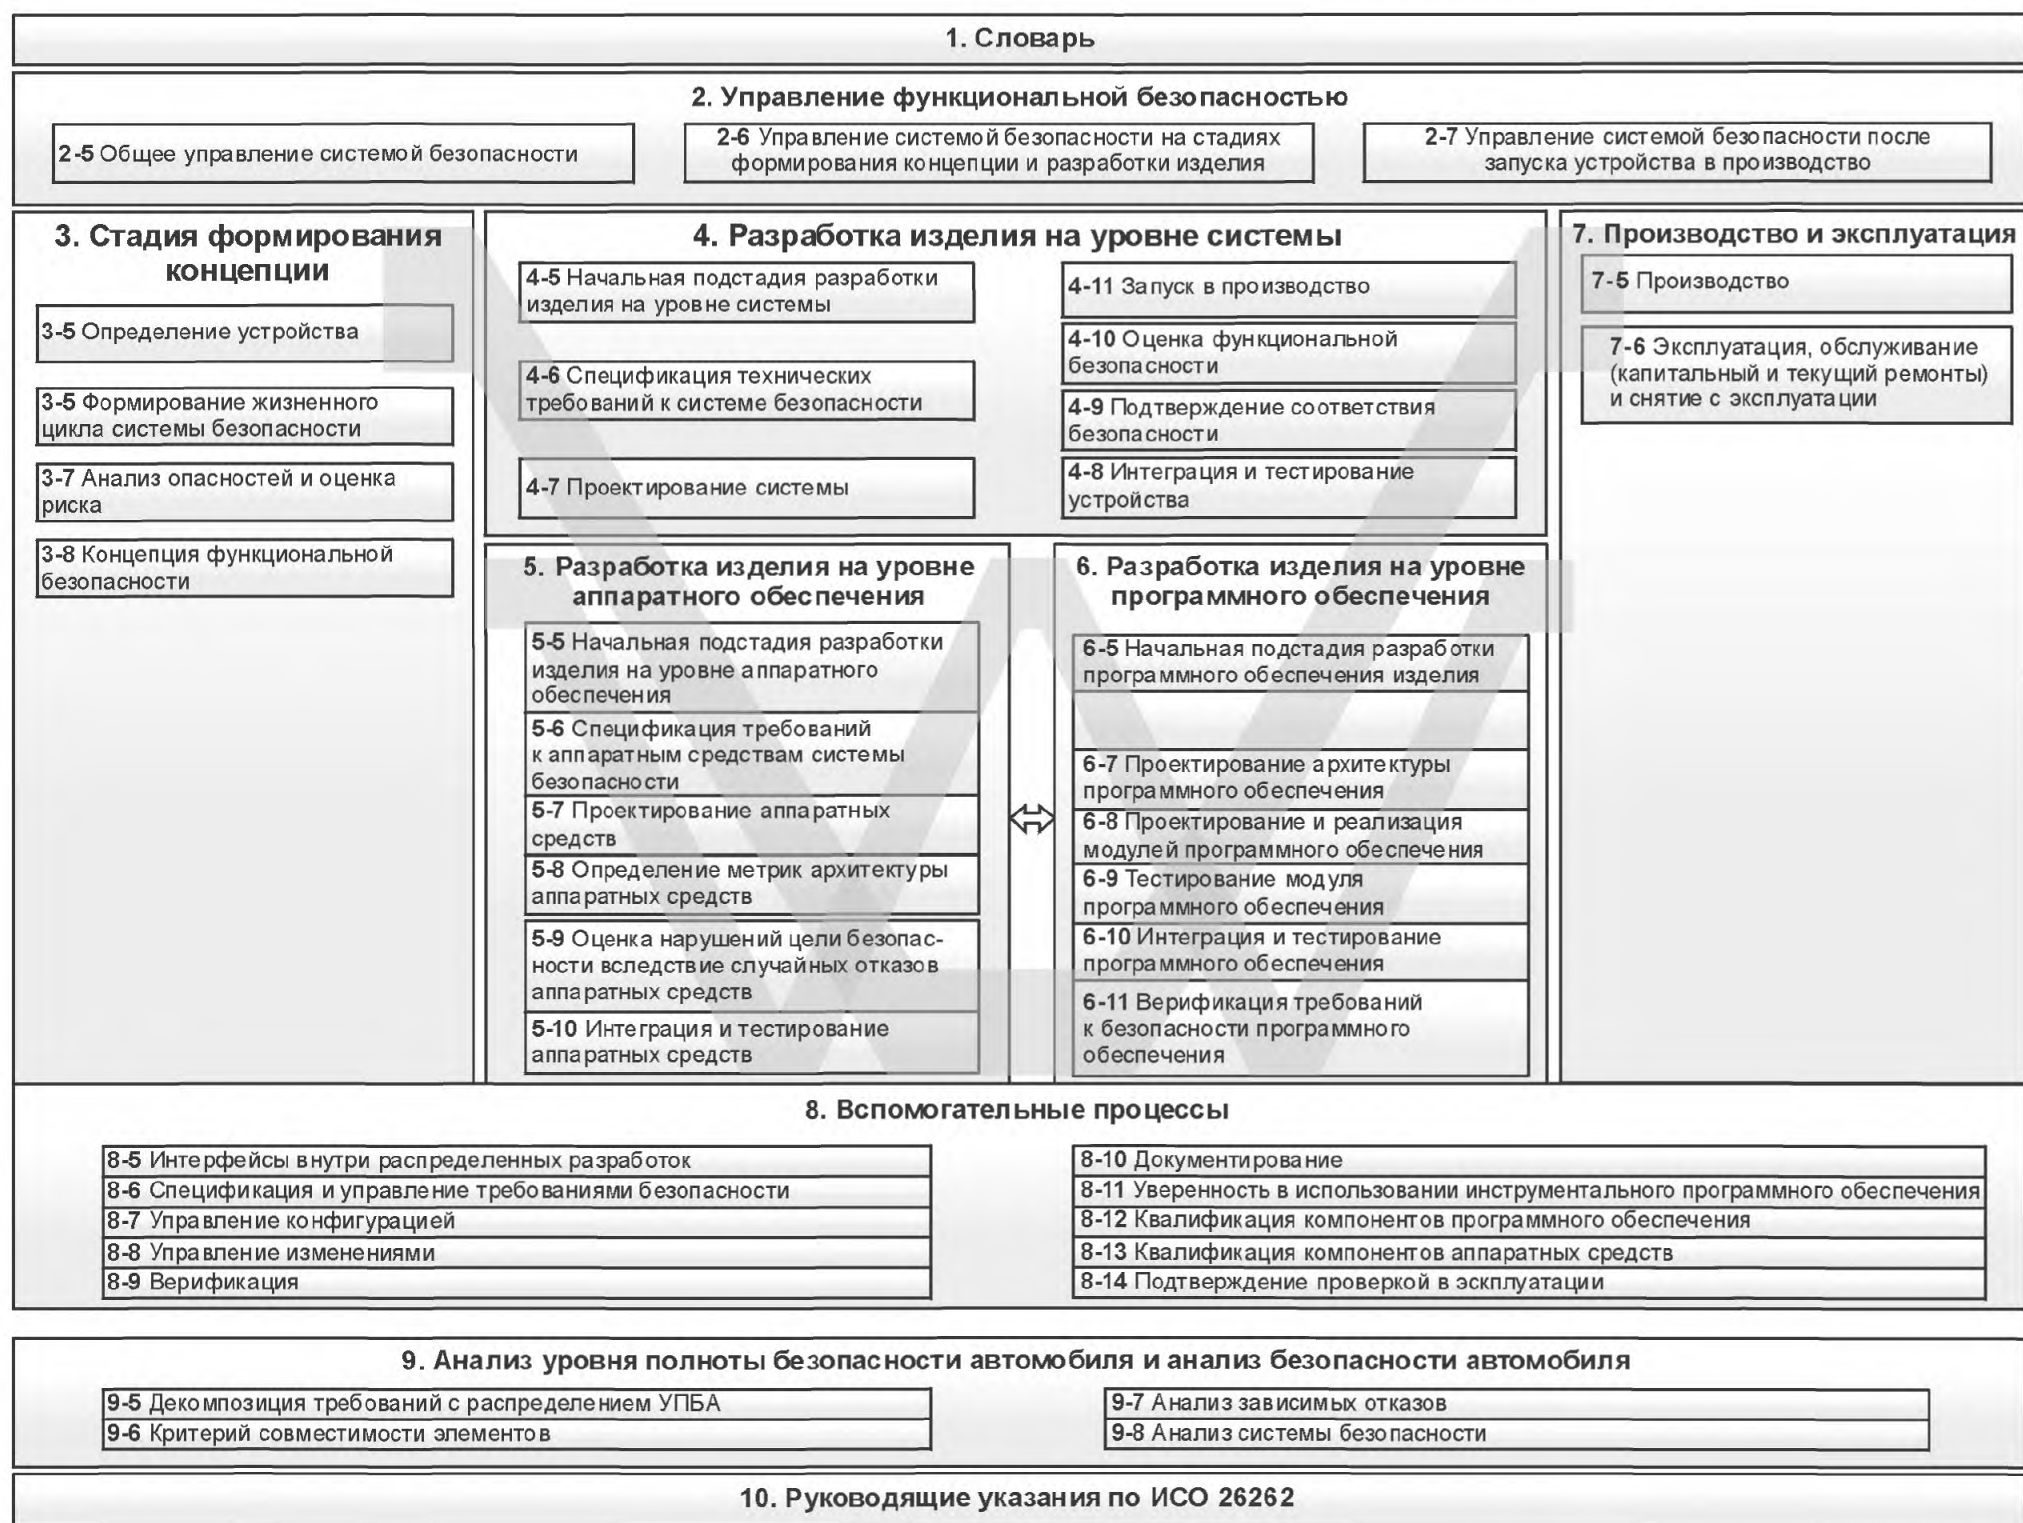 1. Словарь
2. Управление функциональной безопасностью
2-5 Общее управление системой безопасности
2-6 Управление системой безопасности на стадиях
формирования концепции и разработки изделия
2-7 Управление системой безопасности после
запуска устройства в производство
3. Стадия формирования
концепции
3-5 Определение устройства
3-5 Формирование жизненного
цикла системы безопасности
3-7 Анализ опасностей и оценка
риска
3-8 Концепция функциональной
безопасности
4. Разработка изделия на уровне системы
4-5 Начальная подстадия разработки
изделия на уровне системы
4-6 Спецификация технических
требований к системе безопасности
4-7 Проектирование системы
4-11 Запуск в производство
4-10 Оценка функциональной
безопасности
4-9 Подтверждение соответствия
безопасности
4-8 Интеграция и тестирование
устройства
7. Производство и эксплуатация
7-5 Производство
7-6 Эксплуатация, обслуживание
(капитальный и текущий ремонты)
и снятие с эксплуатации
5. Разработка изделия на уровне
аппаратного обеспечения
5-5 Начальная подстадия разработки
изделия на уровне аппаратного
обеспечения
5-6 Спецификация требований
к аппаратным средствам системы
безопасности
5-7 Проектирование аппаратных
средств
5-8 Определение метрик архитектуры
аппаратных средств
5-9 Оценка нарушений цели безопас-
ности вследствие случайных отказов
аппаратных средств
5-10 Интеграция и тестирование
аппаратных средств
6. Разработка изделия на уровне
программного обеспечения
6-5 Начальная подстадия разработки
программного обеспечения изделия
6-7 Проектирование архитектуры
программного обеспечения
6-8 Проектирование и реализация
модулей программного обеспечения
6-9 Тестирование модуля
программного обеспечения
6-10 Интеграция и тестирование
программного обеспечения
6-11 Верификация требований
к безопасности программного
обеспечения
8. Вспомогательные процессы
8-5 Интерфейсы внутри распределенных разработок
8-6 Спецификация и управление требованиями безопасности
8-7 Управление конфигурацией
8-8 Управление изменениями
8-9 Верификация
8-10 Документирование
8-11 Уверенность в использовании инструментального программного обеспечения
8-12 Квалификация компонентов программного обеспечения
8-13 Квалификация компонентов аппаратных средств
8-14 Подтверждение проверкой в эскплуатации
9. Анализ уровня полноты безопасности автомобиля и анализ безопасности автомобиля
9-5 Декомпозиция требований с распределением УПБА
9-6 Критерий совместимости элементов
9-7 Анализ зависимых отказов
9-8 Анализ системы безопасности
10. Руководящие указания по ИСО 26262